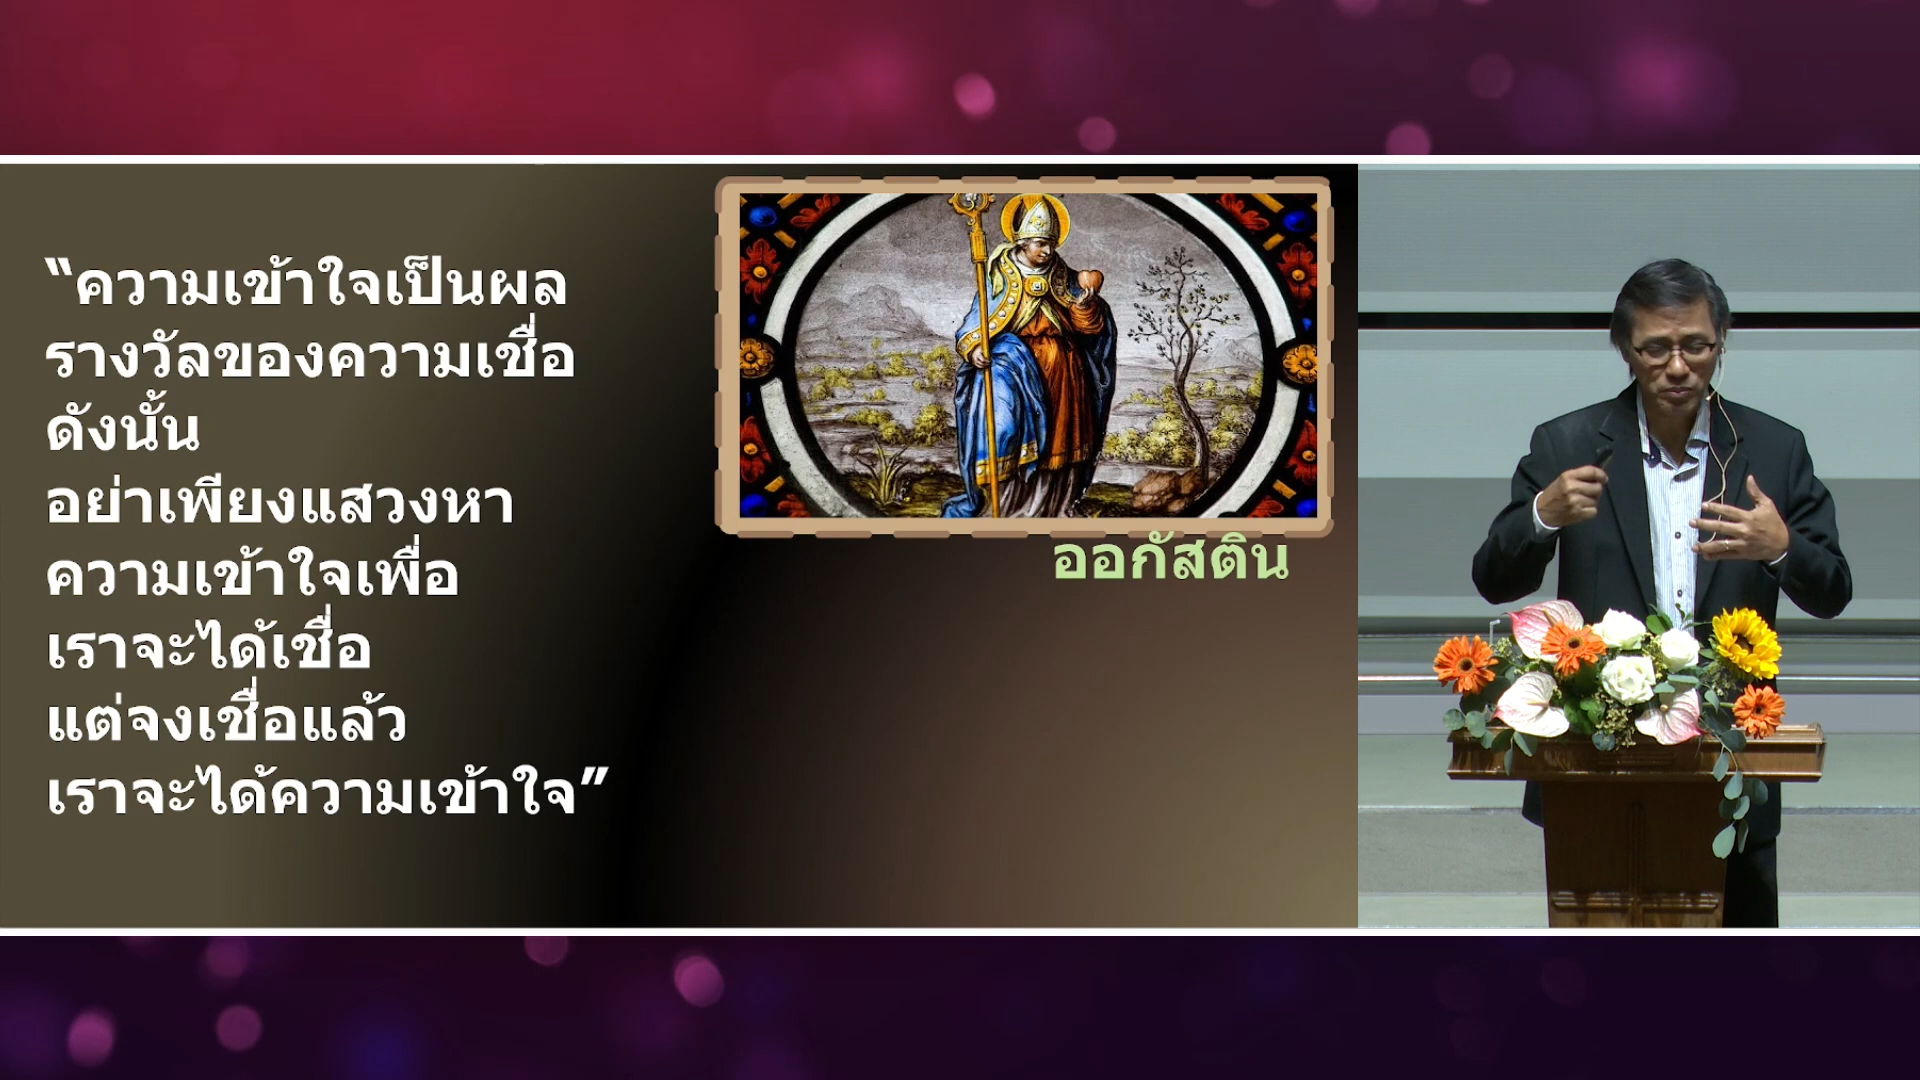 “ความเข้าใจเป็นผล
รางวัลของความเชื่อ
ดังนั้น
อย่าเพียงแสวงหา
ความเข้าใจเพื่อ
เราจะได้เชื่อ
แต่จงเชื่อแล้ว
เราจะได้ความเข้าใจ”
ออกัสติน